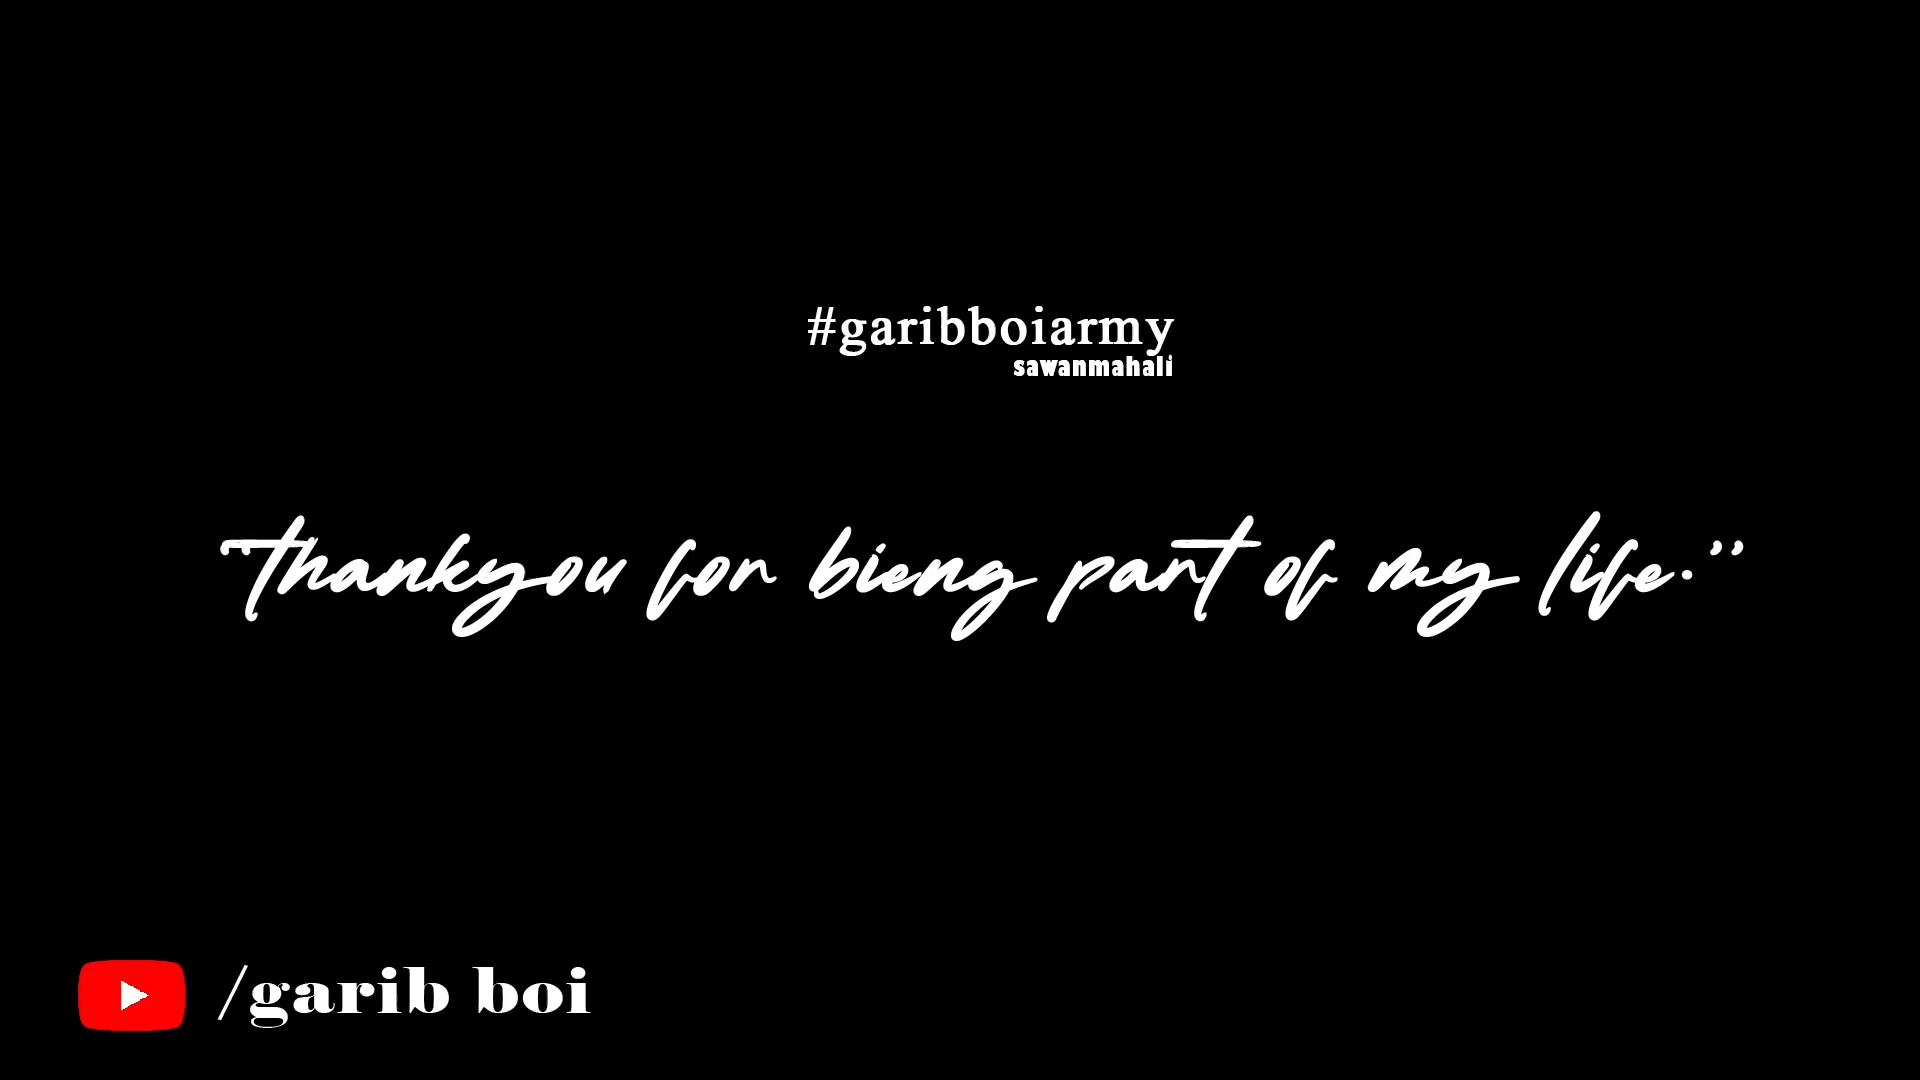 #garibboiarmy
sawanmahali
“thankyou for bieng part of my life.”
/garib boi